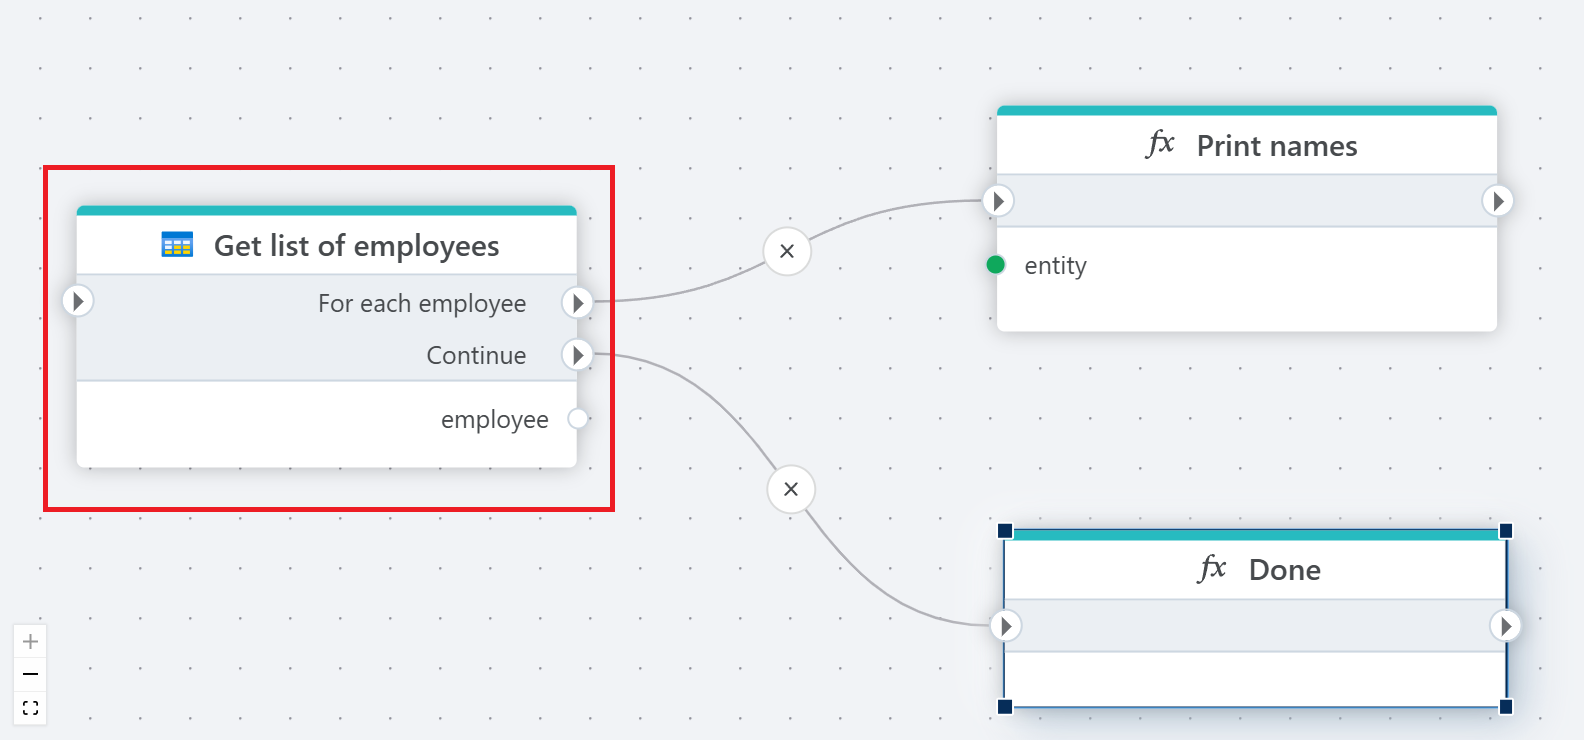 Get list of employees
For each employee
Continue
employee
fx Print names
entity
fx Done